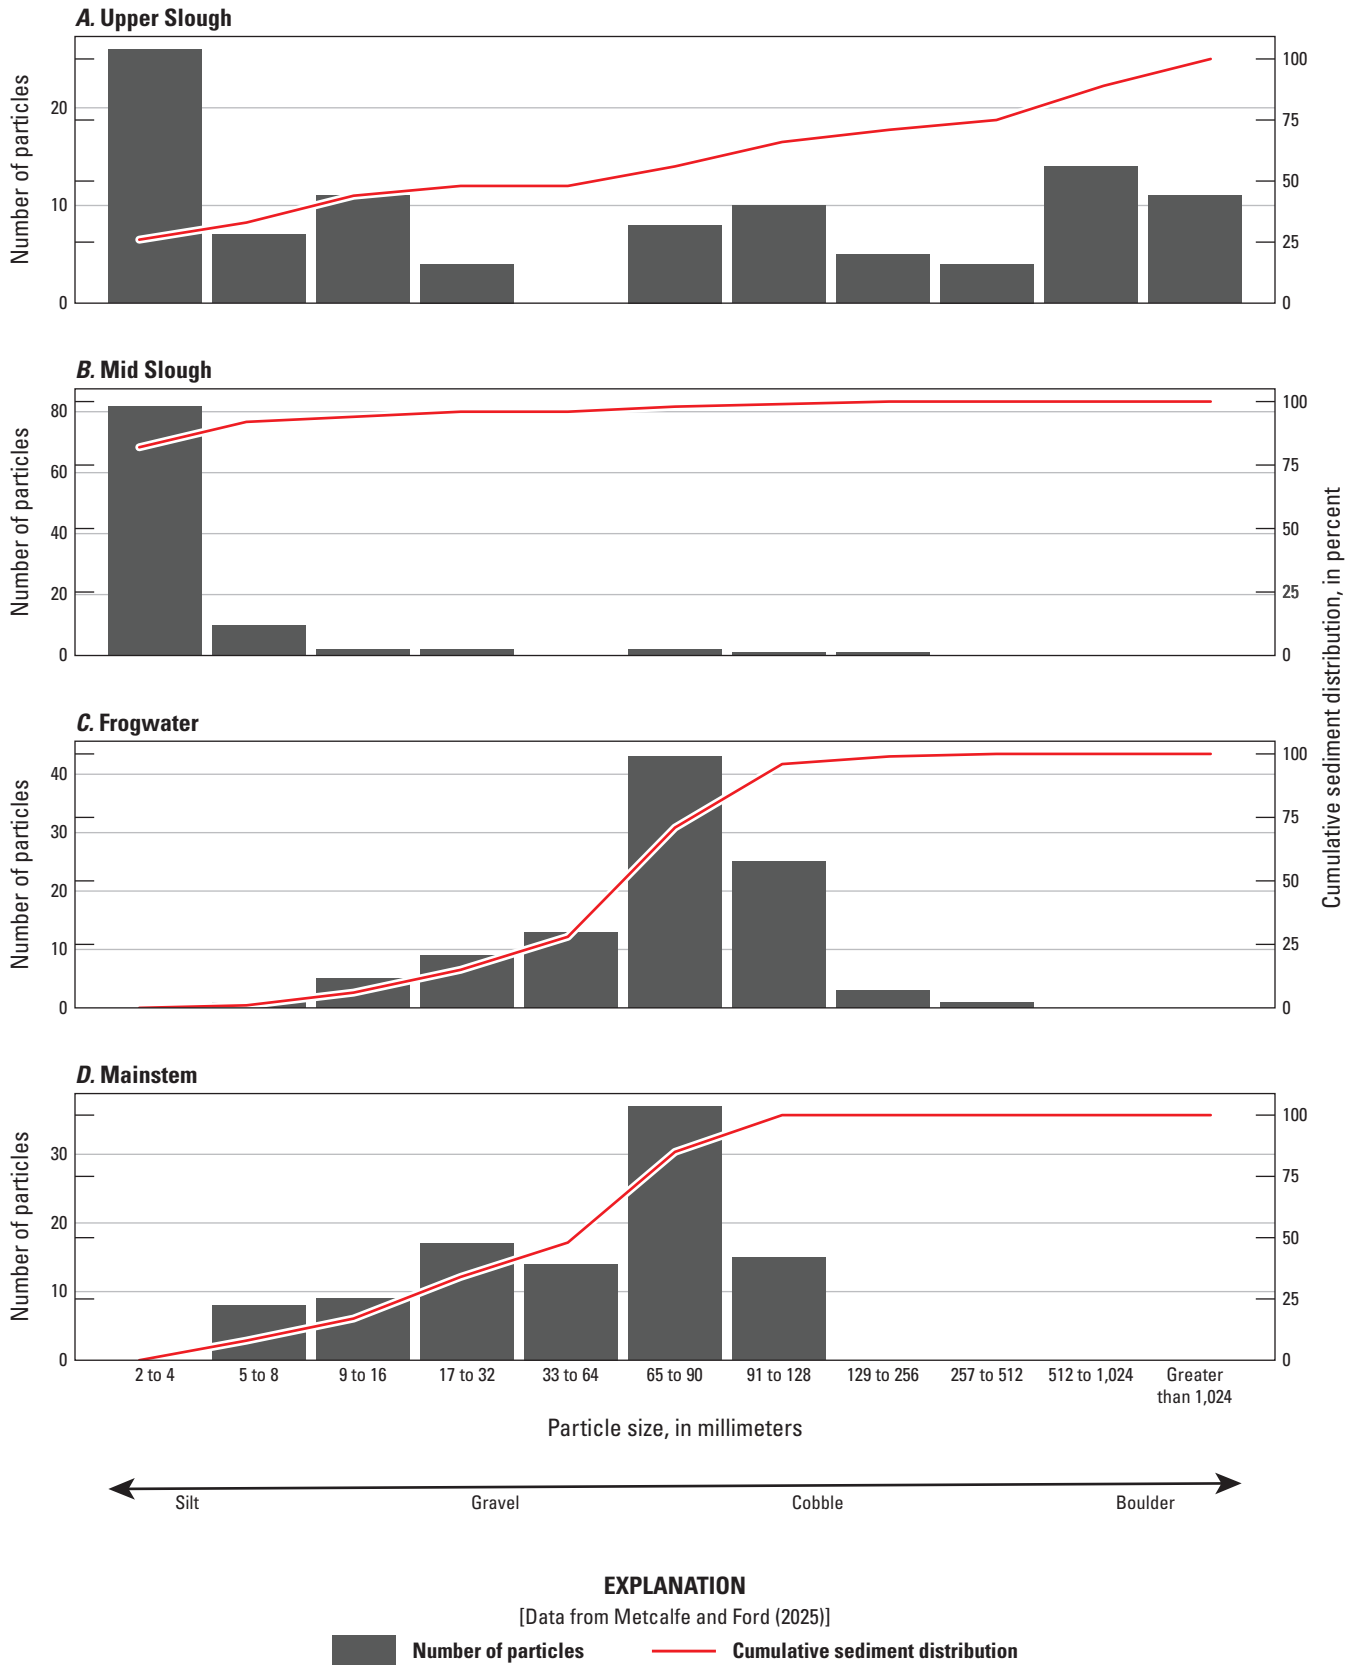 A. Upper Slough
Number of particles
20
10
0
100
75
50
25
0
B. Mid Slough
Number of particles
80
60
40
20
0
100
75
50
25
0
Cumulative sediment distribution, in percent
C. Frogwater
Number of particles
40
30
20
10
0
100
75
50
25
0
D. Mainstem
Number of particles
30
20
10
0
100
75
50
25
0
2 to 4 5 to 8 9 to 16 17 to 32 33 to 64 65 to 90 91 to 128 129 to 256 257 to 512 512 to 1,024 Greater
than 1,024
Particle size, in millimeters
Silt Gravel Cobble Boulder
EXPLANATION
[Data from Metcalfe and Ford (2025)]
Number of particles Cumulative sediment distribution